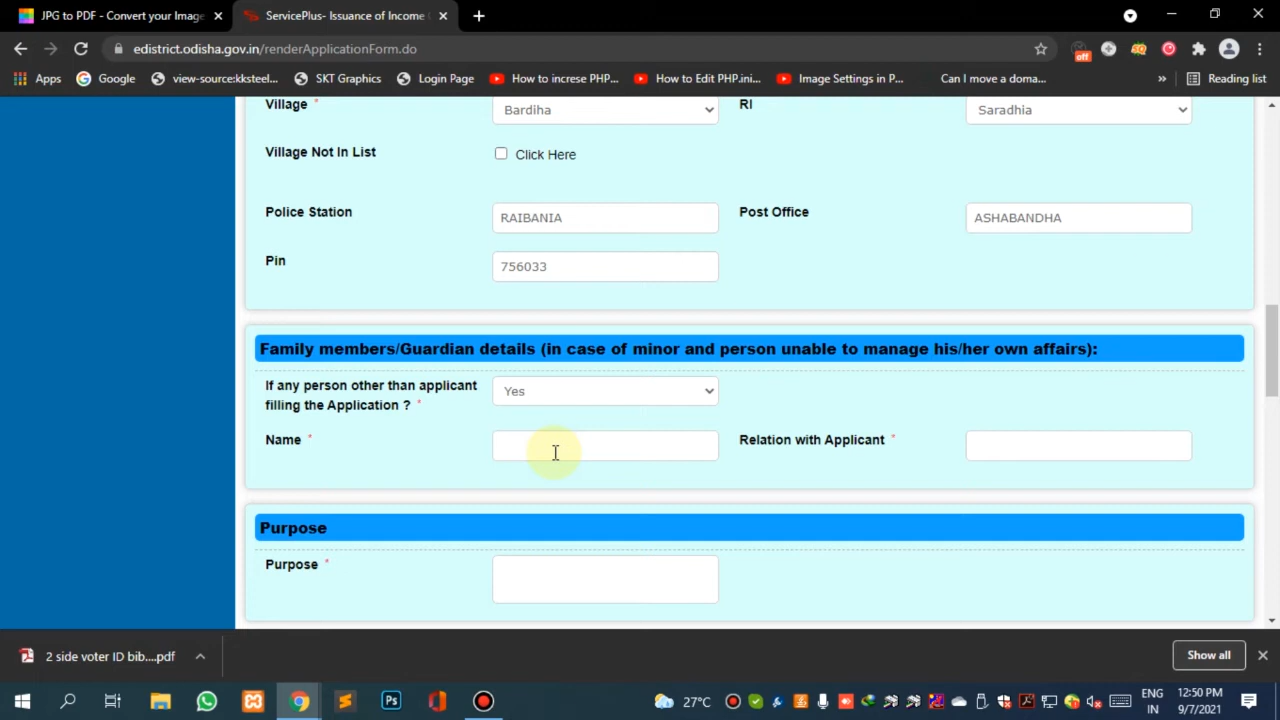 JPG to PDF - Convert your Image
ServicePlus- Issuance of Income
edistrict.odisha.gov.in/renderApplicationForm.do
off
Apps
Google
view-source:kksteel...
SKT Graphics
Login Page
How to increse PHP...
How to Edit PHP.ini...
Image Settings in P...
Can I move a doma...
»
Reading list
Village *
Bardiha
RI
Saradhia
Village Not In List
Click Here
Police Station
RAIBANIA
Post Office
ASHABANDHA
Pin
756033
Family members/Guardian details (in case of minor and person unable to manage his/her own affairs):
If any person other than applicant
filling the Application ? *
Yes
Name *
Relation with Applicant *
Purpose
Purpose *
2 side voter ID bib....pdf
Show all
27°C
ENG
IN
12:50 PM
9/7/2021